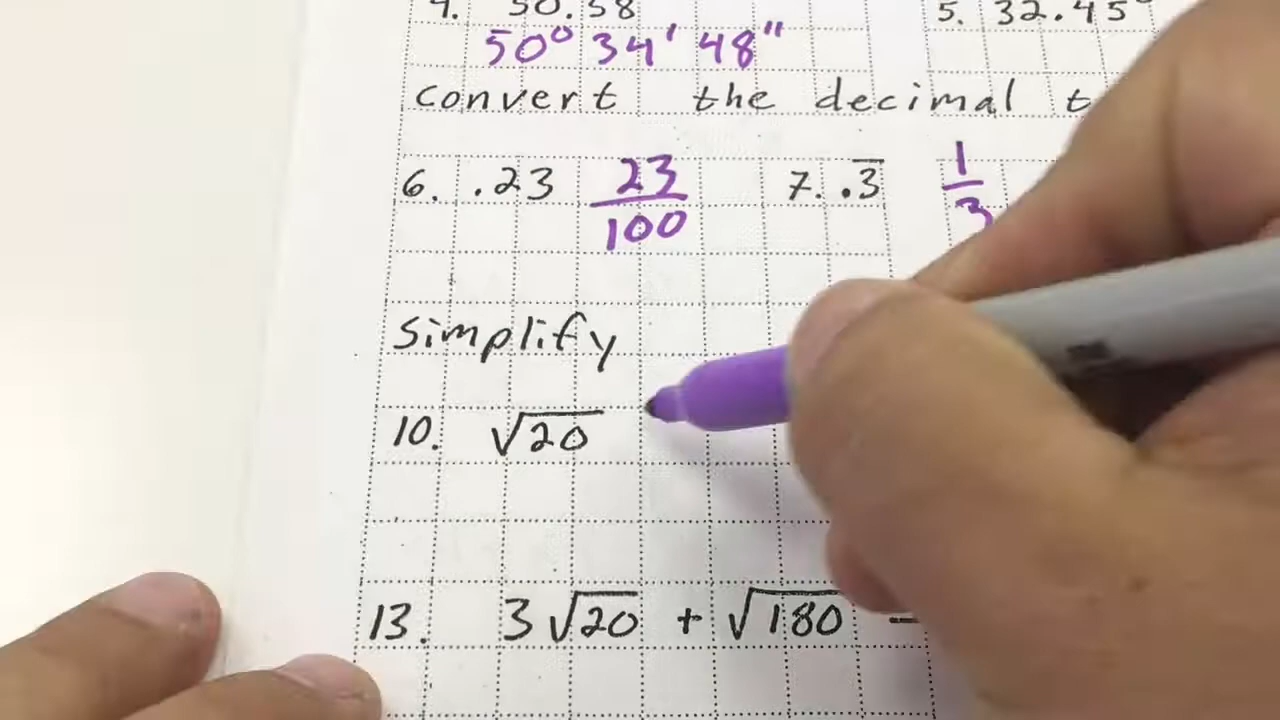 4. 50.58 5. 32.45°
50° 34' 48"
convert the decimal t
6. .23 23/100 7. .3̅ 1/3
Simplify
10. √20
13. 3√20 + √180 –